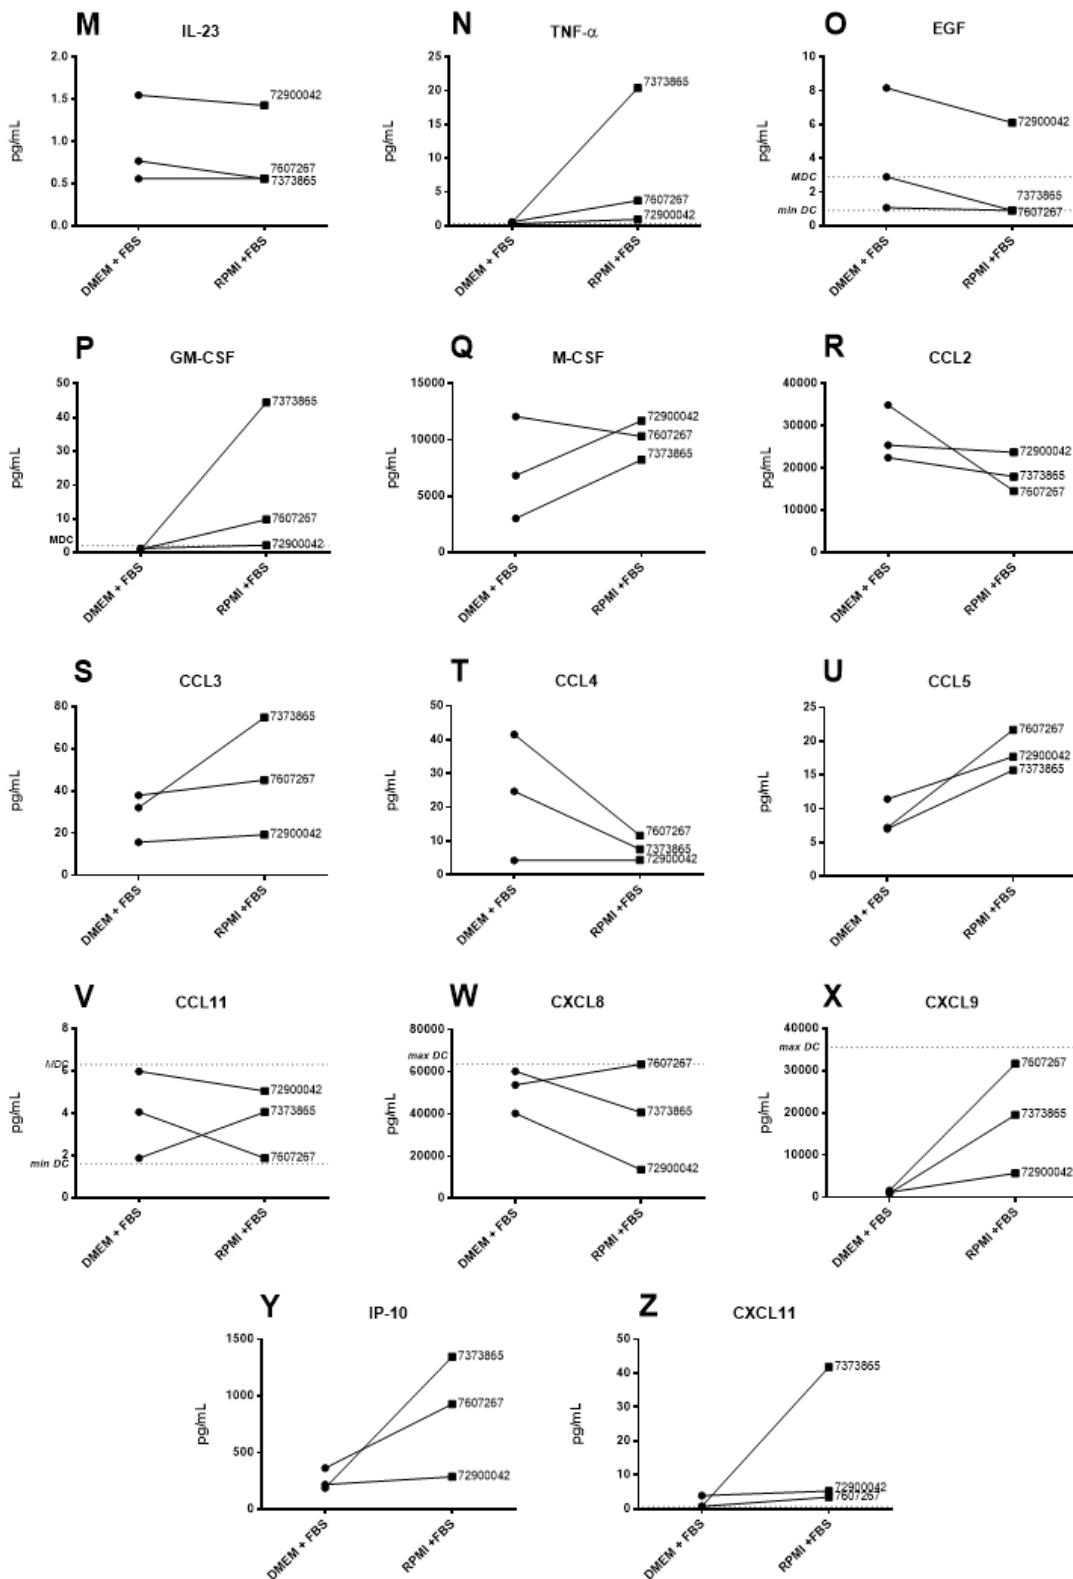 M
IL-23
pg/mL
2.0
1.5
1.0
0.5
0.0
72900042
7607267
7373865
DMEM + FBS
RPMI +FBS
N
TNF-α
pg/mL
25
20
15
10
5
0
7373865
7607267
72900042
DMEM + FBS
RPMI +FBS
O
EGF
pg/mL
10
8
6
4
2
0
MDC
min DC
72900042
7373865
7607267
DMEM + FBS
RPMI +FBS
P
GM-CSF
pg/mL
50
40
30
20
10
0
MDC
7373865
7607267
72900042
DMEM + FBS
RPMI +FBS
Q
M-CSF
pg/mL
15000
10000
5000
0
72900042
7607267
7373865
DMEM + FBS
RPMI +FBS
R
CCL2
pg/mL
40000
30000
20000
10000
0
72900042
7373865
7607267
DMEM + FBS
RPMI +FBS
S
CCL3
pg/mL
80
60
40
20
0
7373865
7607267
72900042
DMEM + FBS
RPMI +FBS
T
CCL4
pg/mL
50
40
30
20
10
0
7607267
7373865
72900042
DMEM + FBS
RPMI +FBS
U
CCL5
pg/mL
25
20
15
10
5
0
7607267
72900042
7373865
DMEM + FBS
RPMI +FBS
V
CCL11
pg/mL
8
6
4
2
0
MDC
min DC
72900042
7373865
7607267
DMEM + FBS
RPMI +FBS
W
CXCL8
pg/mL
80000
60000
40000
20000
0
max DC
7607267
7373865
72900042
DMEM + FBS
RPMI +FBS
X
CXCL9
pg/mL
40000
30000
20000
10000
0
max DC
7607267
7373865
72900042
DMEM + FBS
RPMI +FBS
Y
IP-10
pg/mL
1500
1000
500
0
7373865
7607267
72900042
DMEM + FBS
RPMI +FBS
Z
CXCL11
pg/mL
50
40
30
20
10
0
7373865
72900042
7607267
DMEM + FBS
RPMI +FBS